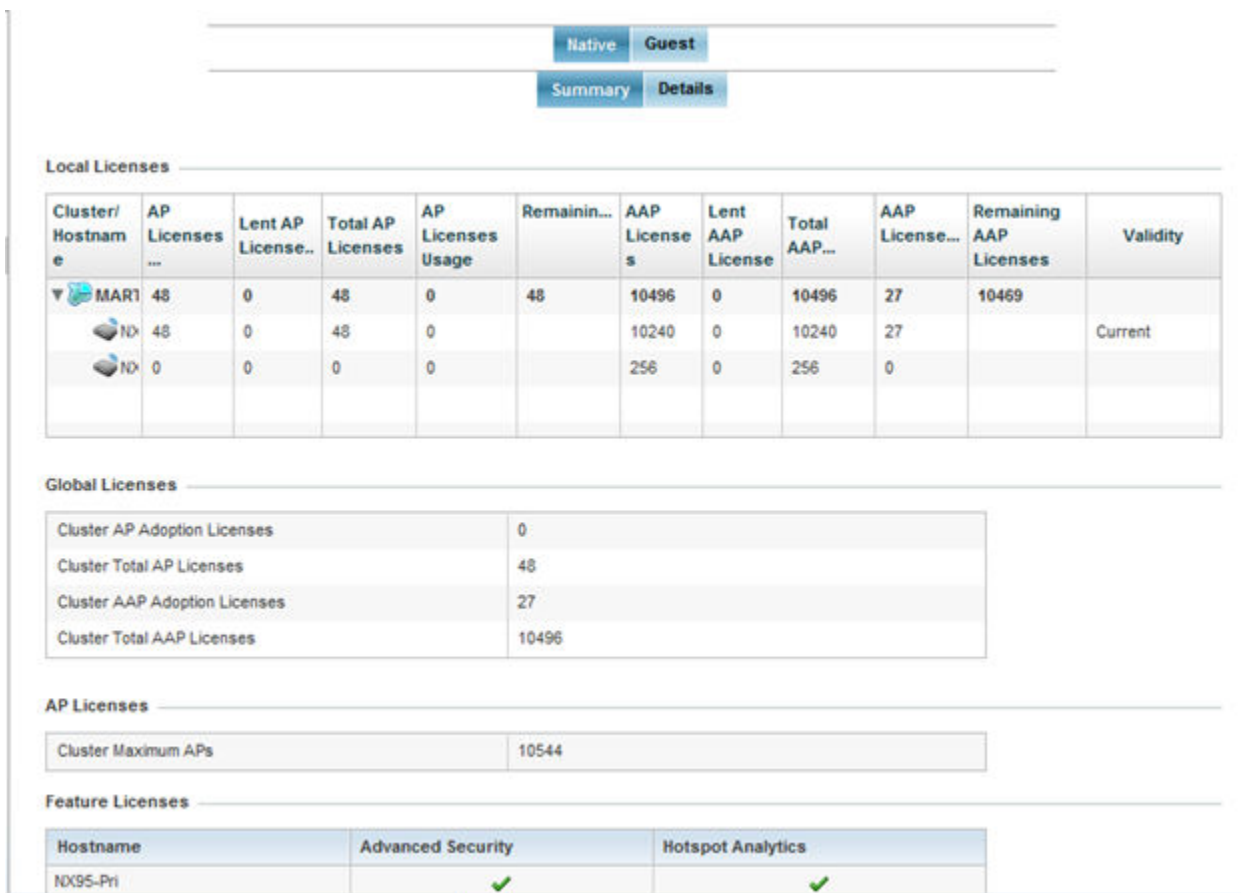 Native Guest
Summary Details
Local Licenses
Cluster/ Hostnam e AP Licenses ... Lent AP License.. Total AP Licenses AP Licenses Usage Remainin... AAP License s Lent AAP License Total AAP... AAP License... Remaining AAP Licenses Validity
MART 48 0 48 0 48 10496 0 10496 27 10469
NX 48 0 48 0 10240 0 10240 27 Current
NX 0 0 0 0 256 0 256 0
Global Licenses
Cluster AP Adoption Licenses 0
Cluster Total AP Licenses 48
Cluster AAP Adoption Licenses 27
Cluster Total AAP Licenses 10496
AP Licenses
Cluster Maximum APs 10544
Feature Licenses
Hostname Advanced Security Hotspot Analytics
NX95-Pri